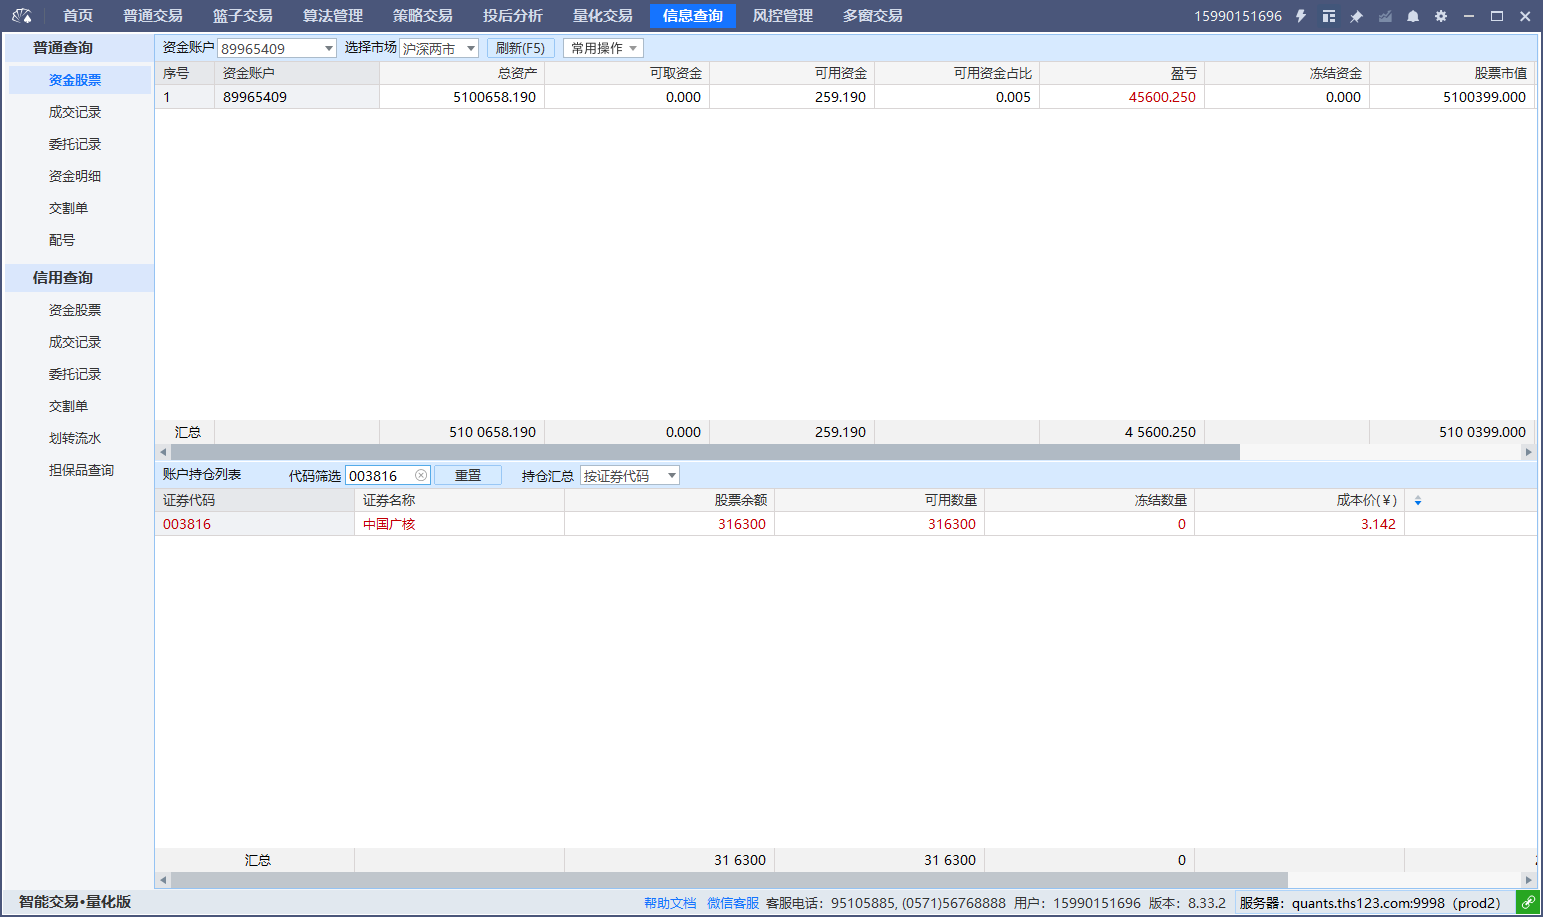 首页 普通交易 篮子交易 算法管理 策略交易 投后分析 量化交易 信息查询 风控管理 多窗交易 15990151696
普通查询
资金股票
成交记录
委托记录
资金明细
交割单
配号
信用查询
资金股票
成交记录
委托记录
交割单
划转流水
担保品查询
资金账户 89965409 选择市场 沪深两市 刷新(F5) 常用操作
序号 资金账户 总资产 可取资金 可用资金 可用资金占比 盈亏 冻结资金 股票市值
1 89965409 5100658.190 0.000 259.190 0.005 45600.250 0.000 5100399.000
汇总 510 0658.190 0.000 259.190 4 5600.250 510 0399.000
账户持仓列表 代码筛选 003816 重置 持仓汇总 按证券代码
证券代码 证券名称 股票余额 可用数量 冻结数量 成本价(￥)
003816 中国广核 316300 316300 0 3.142
汇总 31 6300 31 6300 0
智能交易•量化版 帮助文档 微信客服 客服电话：95105885, (0571)56768888 用户：15990151696 版本：8.33.2 服务器：quants.ths123.com:9998（prod2）